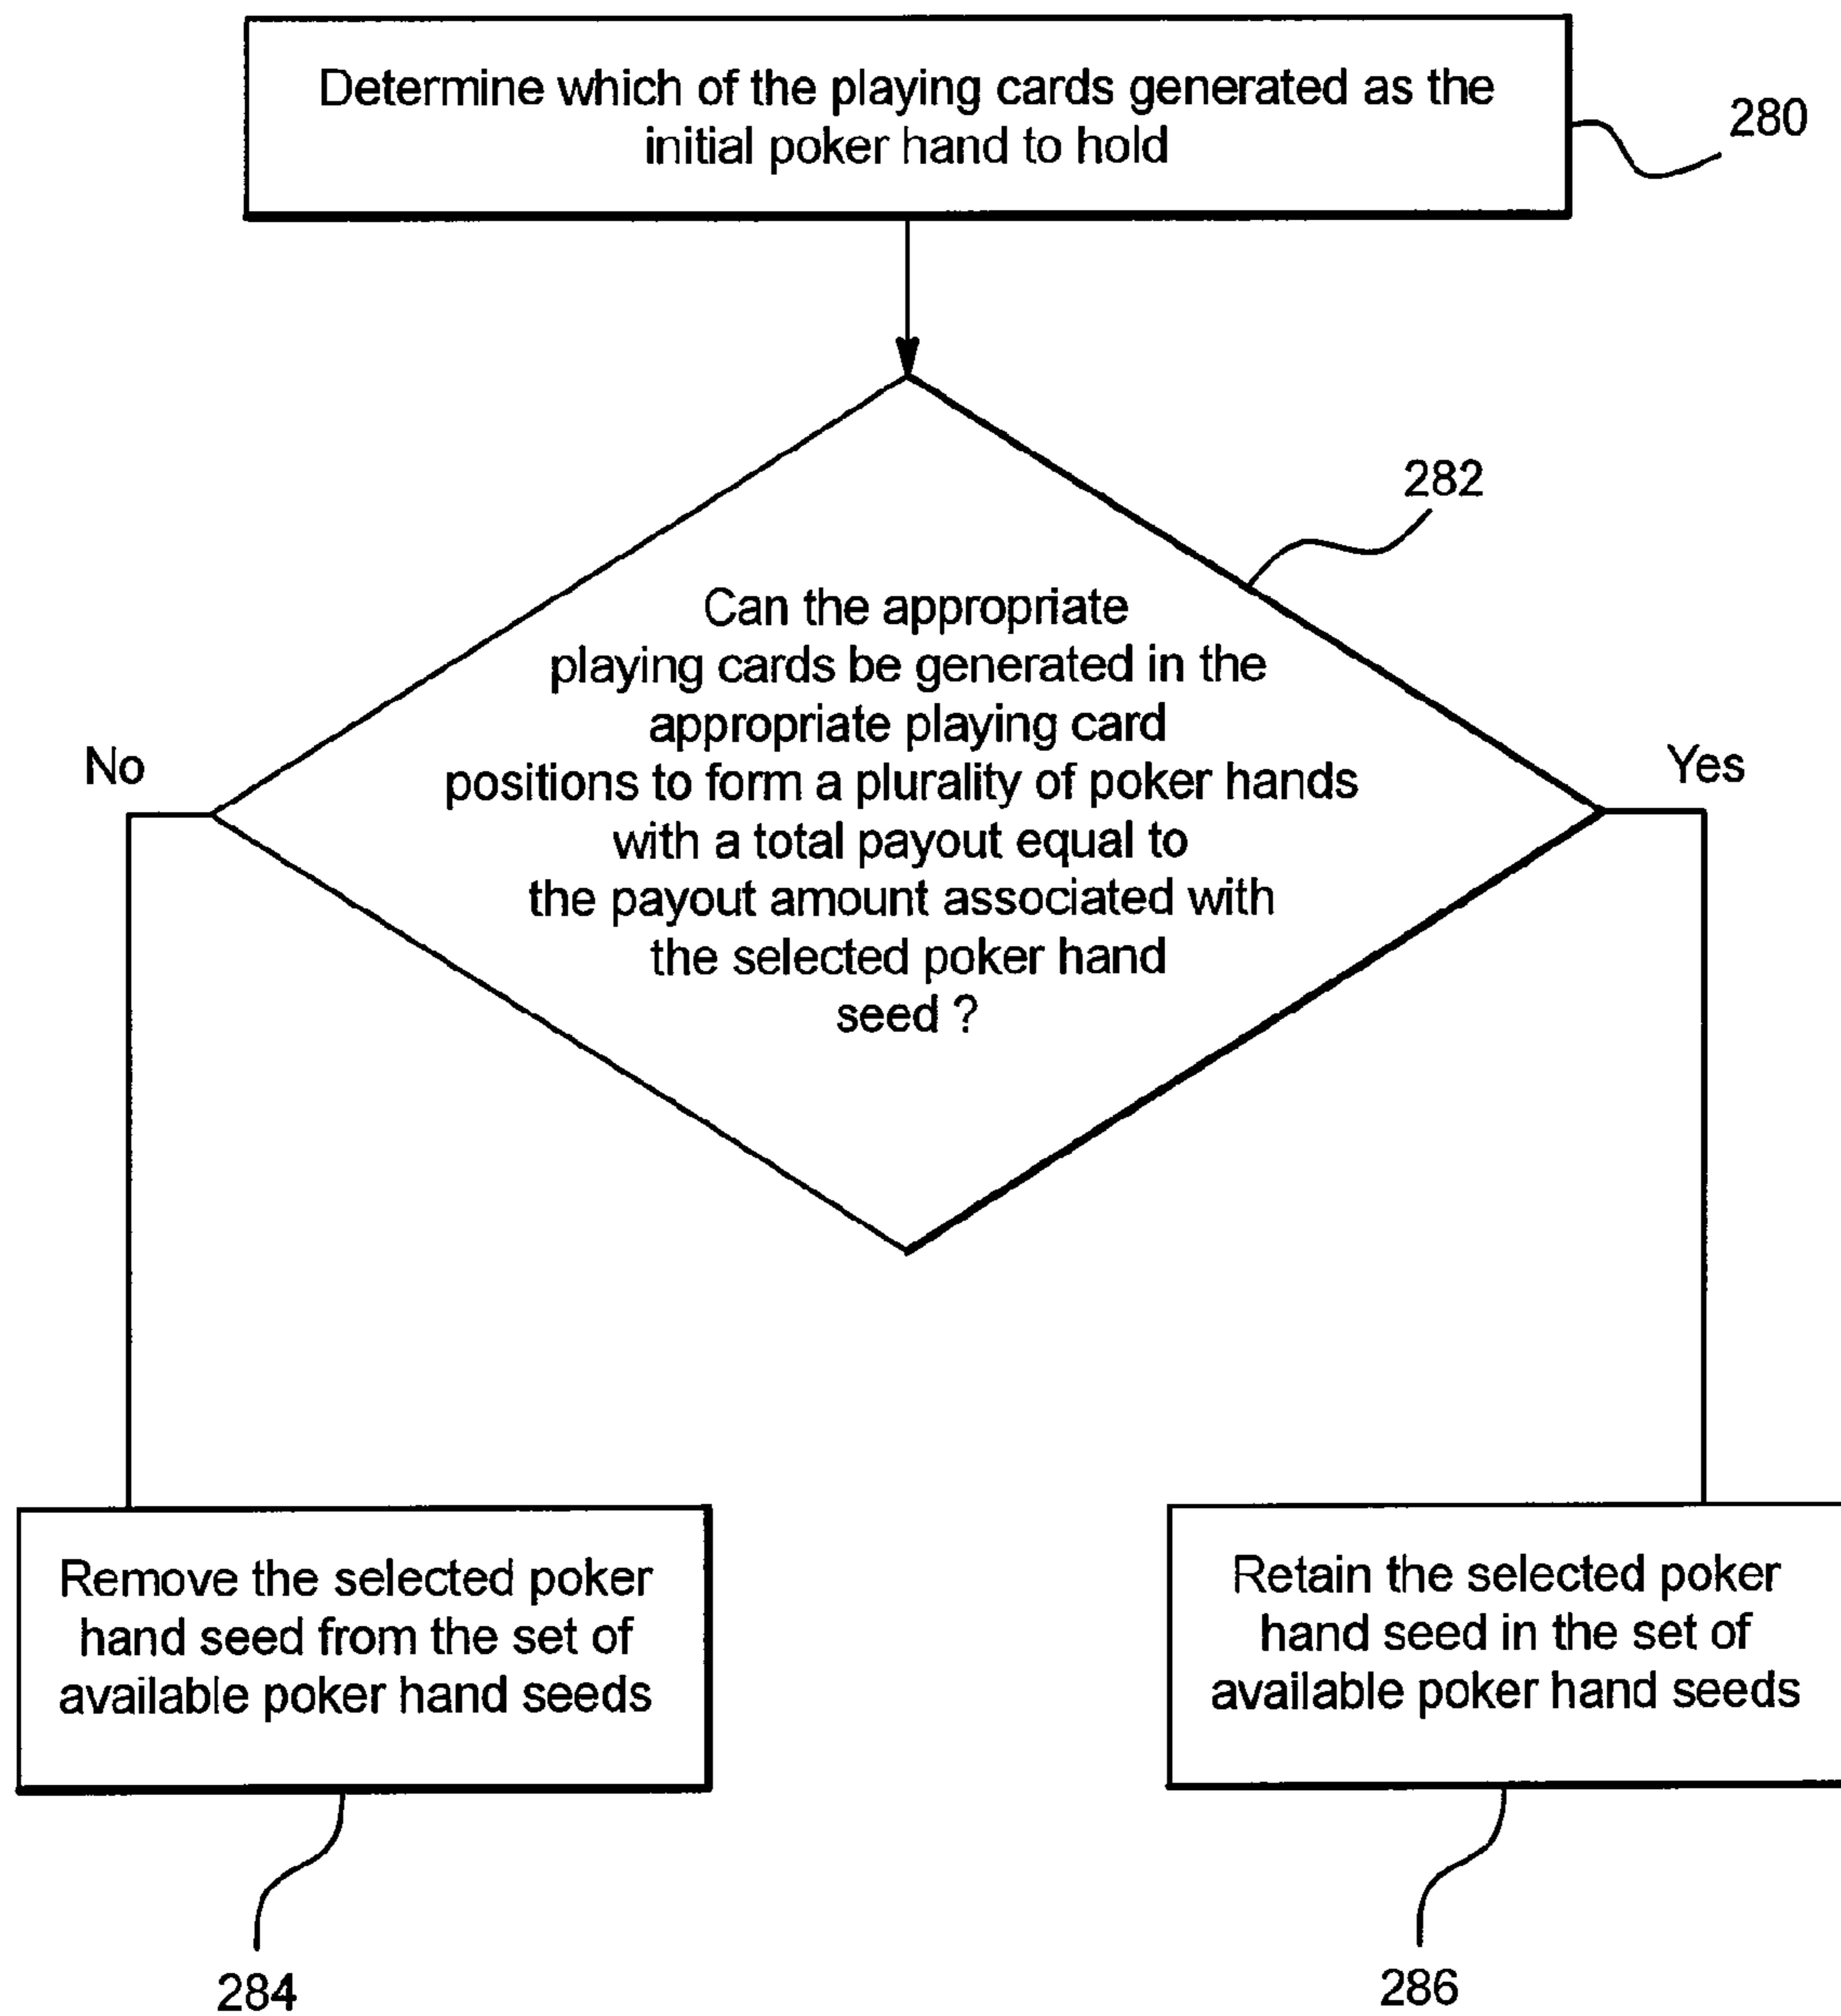 Determine which of the playing cards generated as the
initial poker hand to hold
280
282
Can the appropriate
playing cards be generated in the
appropriate playing card
positions to form a plurality of poker hands
with a total payout equal to
the payout amount associated with
the selected poker hand
seed ?
No
Yes
Remove the selected poker
hand seed from the set of
available poker hand seeds
Retain the selected poker
hand seed in the set of
available poker hand seeds
284
286